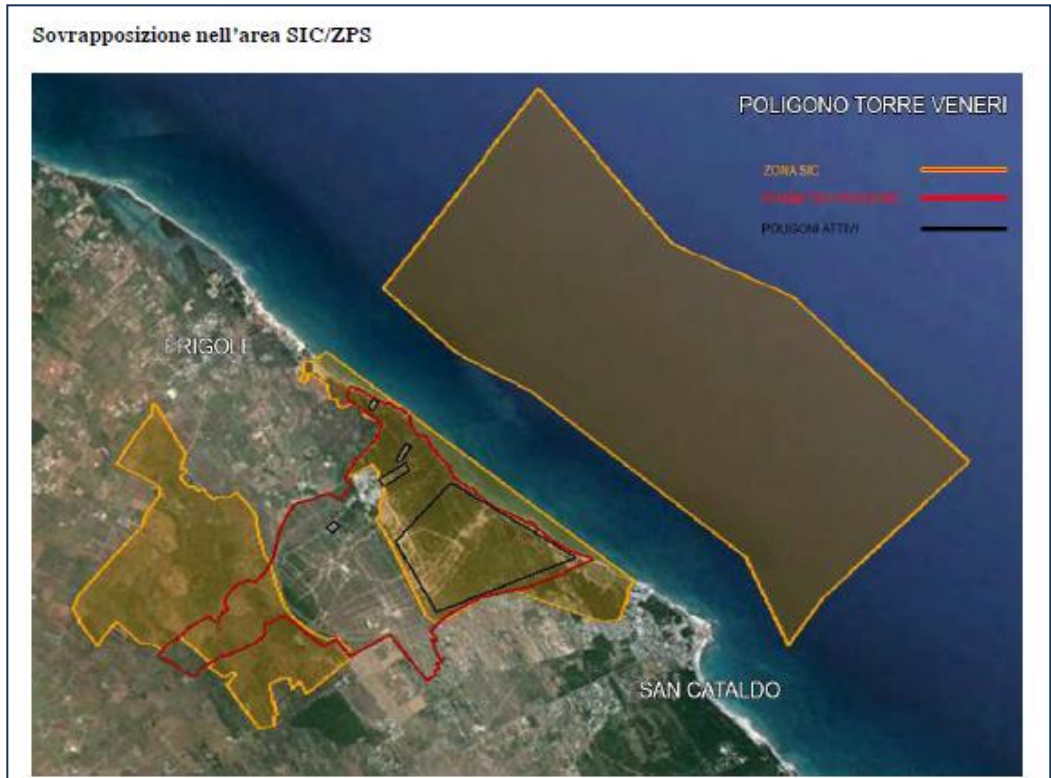 Sovrapposizione nell'area SIC/ZPS
POLIGONO TORRE VENERI
ZONA SIC
POLIGONI ATTIVI
FRIGOLE
SAN CATALDO